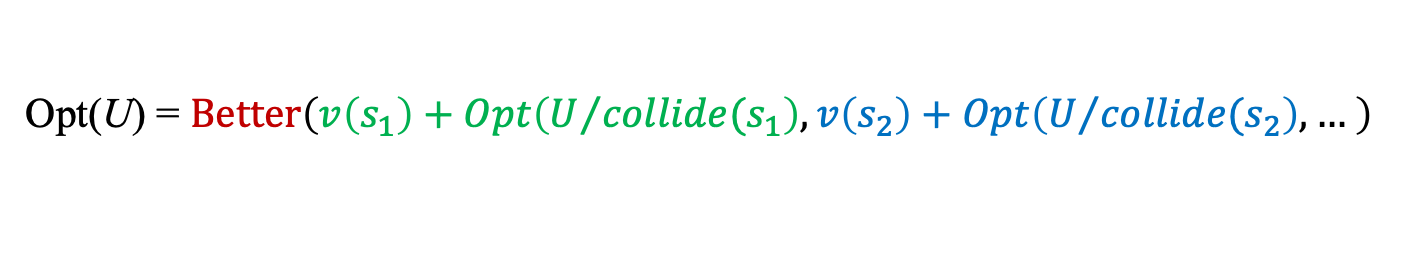 Opt(U) = Better(v(s₁) + Opt(U/collide(s₁), v(s₂) + Opt(U/collide(s₂), … )